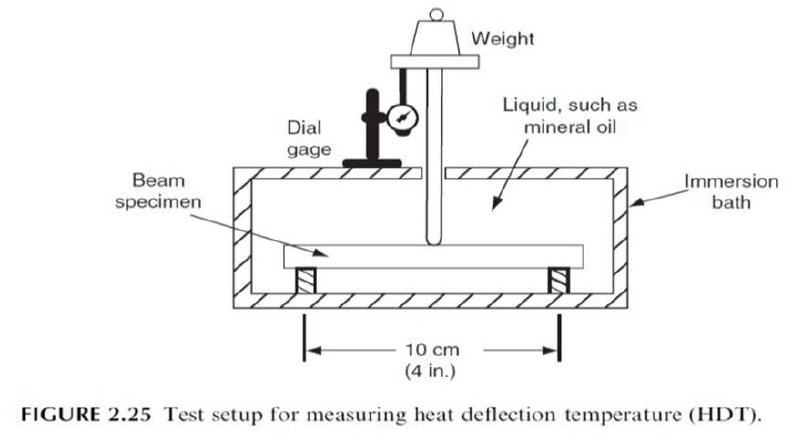 Weight
Liquid, such as
mineral oil
Dial
gage
Beam
specimen
Immersion
bath
10 cm
(4 in.)
FIGURE 2.25 Test setup for measuring heat deflection temperature (HDT).